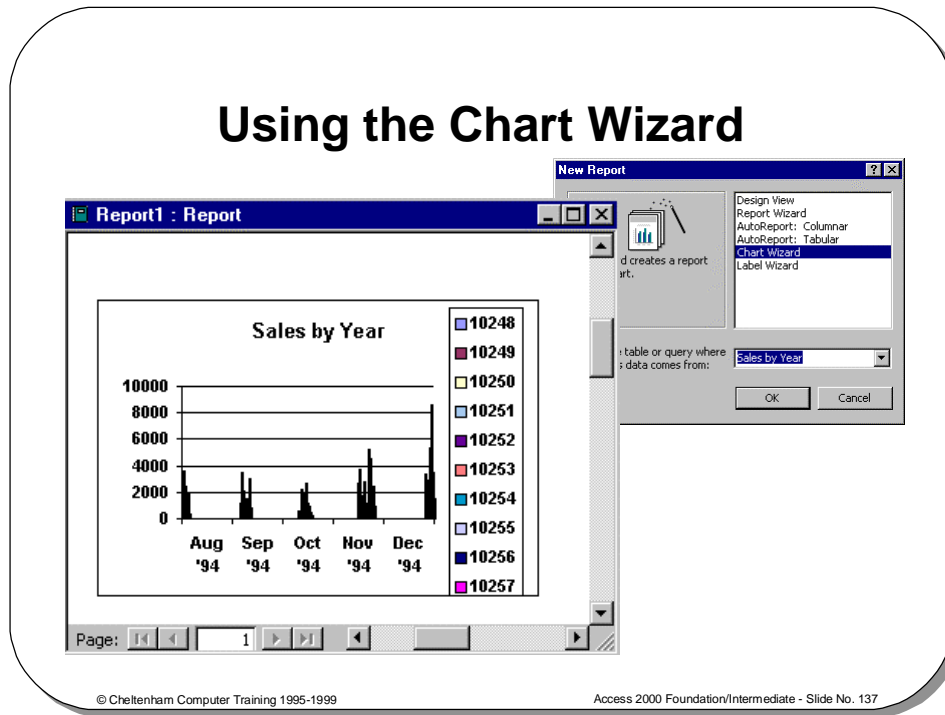 Using the Chart Wizard
New Report
Design View
Report Wizard
AutoReport: Columnar
AutoReport: Tabular
Chart Wizard
Label Wizard
d creates a report
art.
table or query where
s data comes from:
Sales by Year
OK Cancel
Report1 : Report
Sales by Year
10000
8000
6000
4000
2000
0
Aug Sep Oct Nov Dec
'94 '94 '94 '94 '94
10248
10249
10250
10251
10252
10253
10254
10255
10256
10257
Page: 1
© Cheltenham Computer Training 1995-1999
Access 2000 Foundation/Intermediate - Slide No. 137